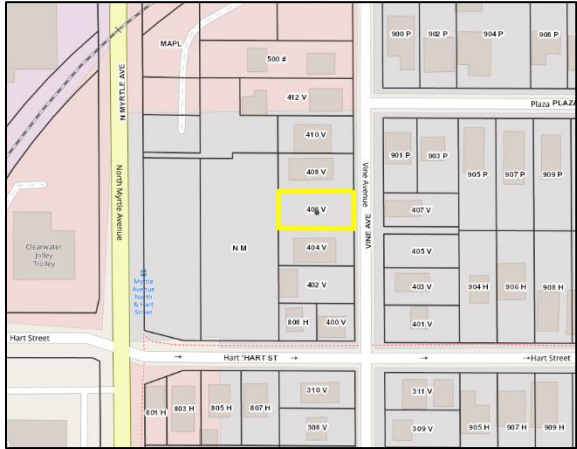 900 P
902 P
904 P
908 P
MAPL
500 #
N MYRTLE AVE
412 V
Plaza PLAZA
410 V
Vine Avenue
901 P
903 P
905 P
907 P
909 P
408 V
North Myrtle Avenue
406 V
407 V
VINE AVE
Clearwater
Jolley
Trolley
N M
404 V
405 V
402 V
403 V
904 H
906 H
908 H
Myrtle
Avenue
North
& Hart
Street
808 H
400 V
401 V
Hart Street
Hart
HART ST
Hart Street
310 V
311 V
801 H
803 H
805 H
807 H
308 V
309 V
905 H
907 H
909 H